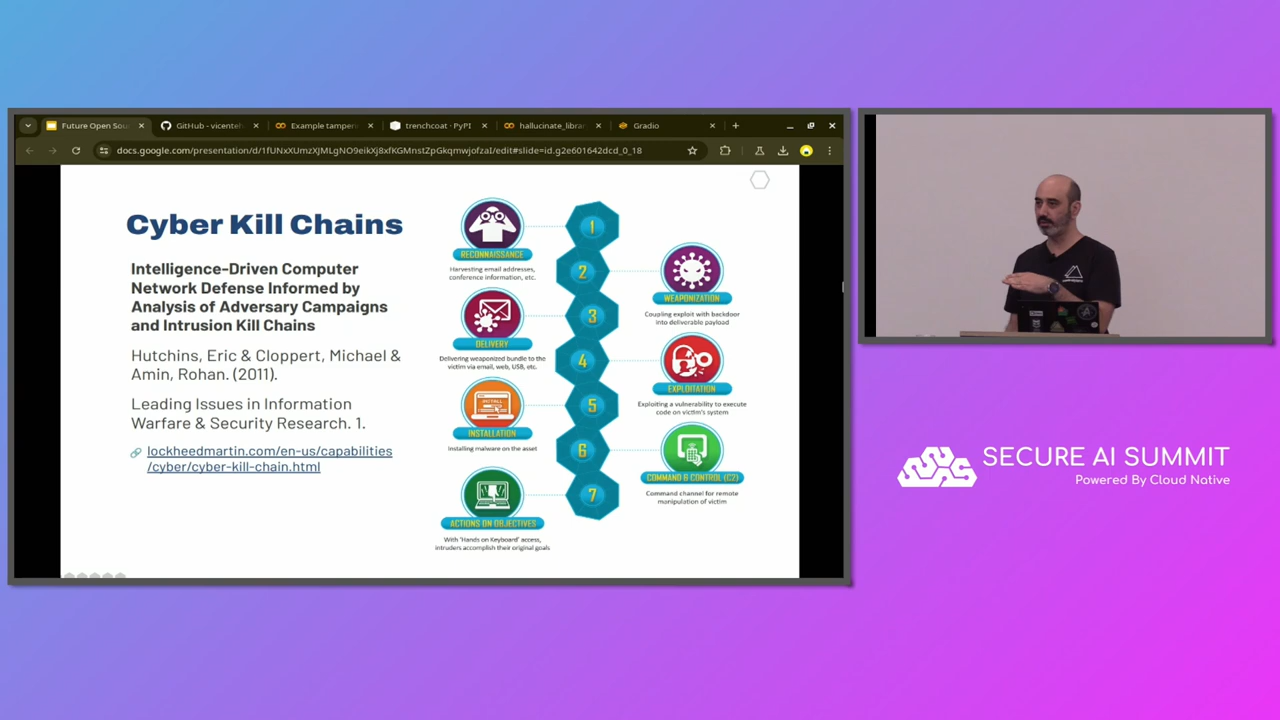 Future Open Sou
GitHub - vicenteh
Example tamperi
trenchcoat · PyPI
hallucinate_librar
Gradio
docs.google.com/presentation/d/1fUNxXUmzXJMLgNO9eikXj8xfKGMnstZpGkqmwjofzaI/edit#slide=id.g2e601642dcd_0_18
Cyber Kill Chains
Intelligence-Driven Computer
Network Defense Informed by
Analysis of Adversary Campaigns
and Intrusion Kill Chains
Hutchins, Eric & Cloppert, Michael &
Amin, Rohan. (2011).
Leading Issues in Information
Warfare & Security Research. 1.
lockheedmartin.com/en-us/capabilities
/cyber/cyber-kill-chain.html
1
RECONNAISSANCE
Harvesting email addresses,
conference information, etc.
2
WEAPONIZATION
Coupling exploit with backdoor
into deliverable payload
3
DELIVERY
Delivering weaponized bundle to the
victim via email, web, USB, etc.
4
EXPLOITATION
Exploiting a vulnerability to execute
code on victim's system
5
INSTALL
INSTALLATION
Installing malware on the asset
6
COMMAND & CONTROL (C2)
Command channel for remote
manipulation of victim
7
ACTIONS ON OBJECTIVES
With 'Hands on Keyboard' access,
intruders accomplish their original goals
SECURE AI SUMMIT
Powered By Cloud Native